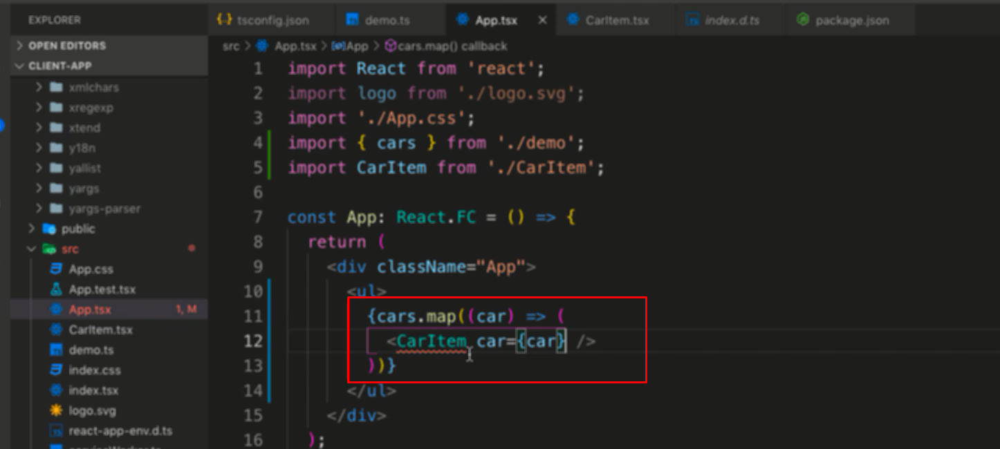 EXPLORER
tsconfig.json
demo.ts
App.tsx
CarItem.tsx
index.d.ts
package.json
OPEN EDITORS
src > App.tsx > App > cars.map() callback
CLIENT-APP
xmlchars
xregexp
xtend
y18n
yallist
yargs
yargs-parser
public
src
App.css
App.test.tsx
App.tsx 1, M
CarItem.tsx
demo.ts
index.css
index.tsx
logo.svg
react-app-env.d.ts
serviceWorker.ts
1 import React from 'react';
2 import logo from './logo.svg';
3 import './App.css';
4 import { cars } from './demo';
5 import CarItem from './CarItem';
6
7 const App: React.FC = () => {
8 return (
9 <div className="App">
10 <ul>
11 {cars.map((car) => (
12 <CarItem car={car} />
13 ))}
14 </ul>
15 </div>
16 );